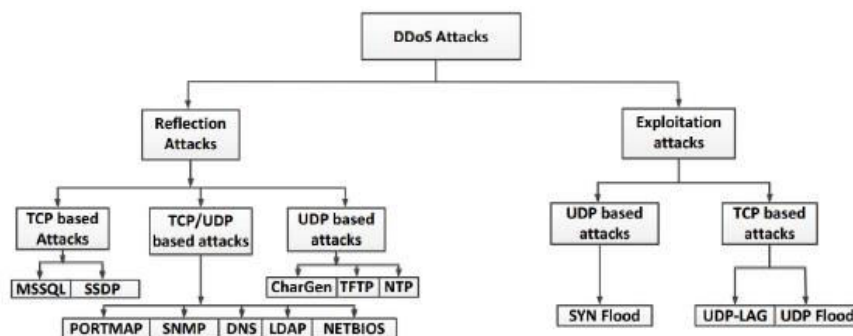 DDoS Attacks
Reflection
Attacks
Exploitation
attacks
TCP based
Attacks
TCP/UDP
based attacks
UDP based
attacks
UDP based
attacks
TCP based
attacks
MSSQL SSDP
CharGen TFTP NTP
SYN Flood
UDP-LAG UDP Flood
PORTMAP SNMP DNS LDAP NETBIOS